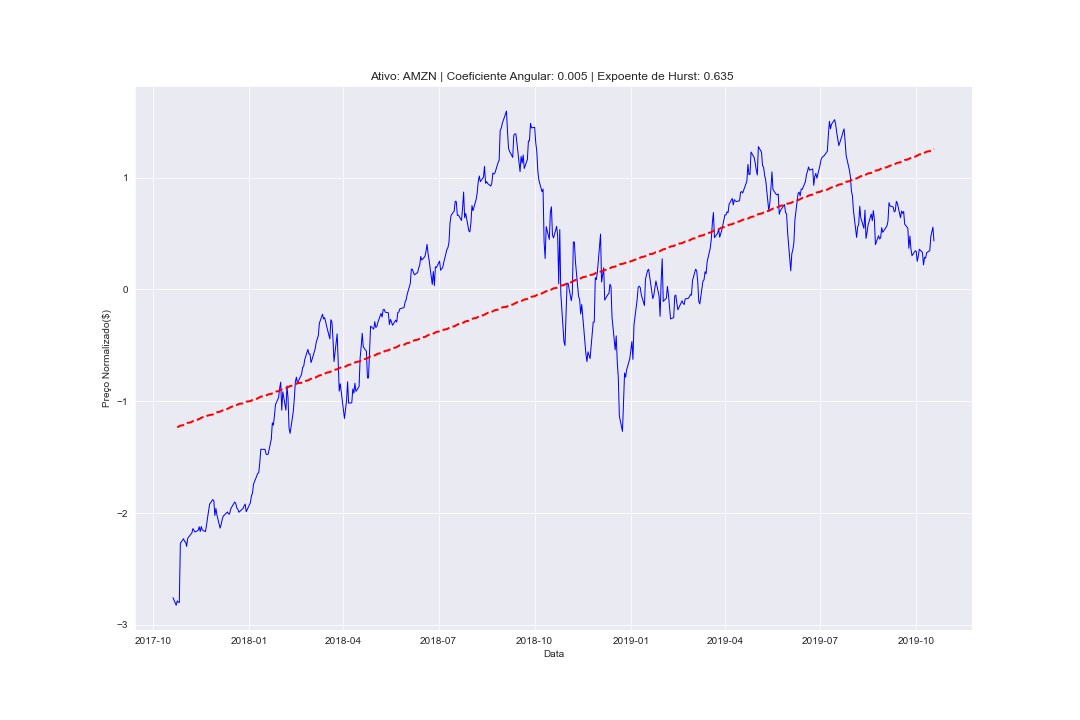 Ativo: AMZN | Coeficiente Angular: 0.005 | Expoente de Hurst: 0.635
Preço Normalizado($)
1
0
−1
−2
−3
2017-10 2018-01 2018-04 2018-07 2018-10 2019-01 2019-04 2019-07 2019-10
Data